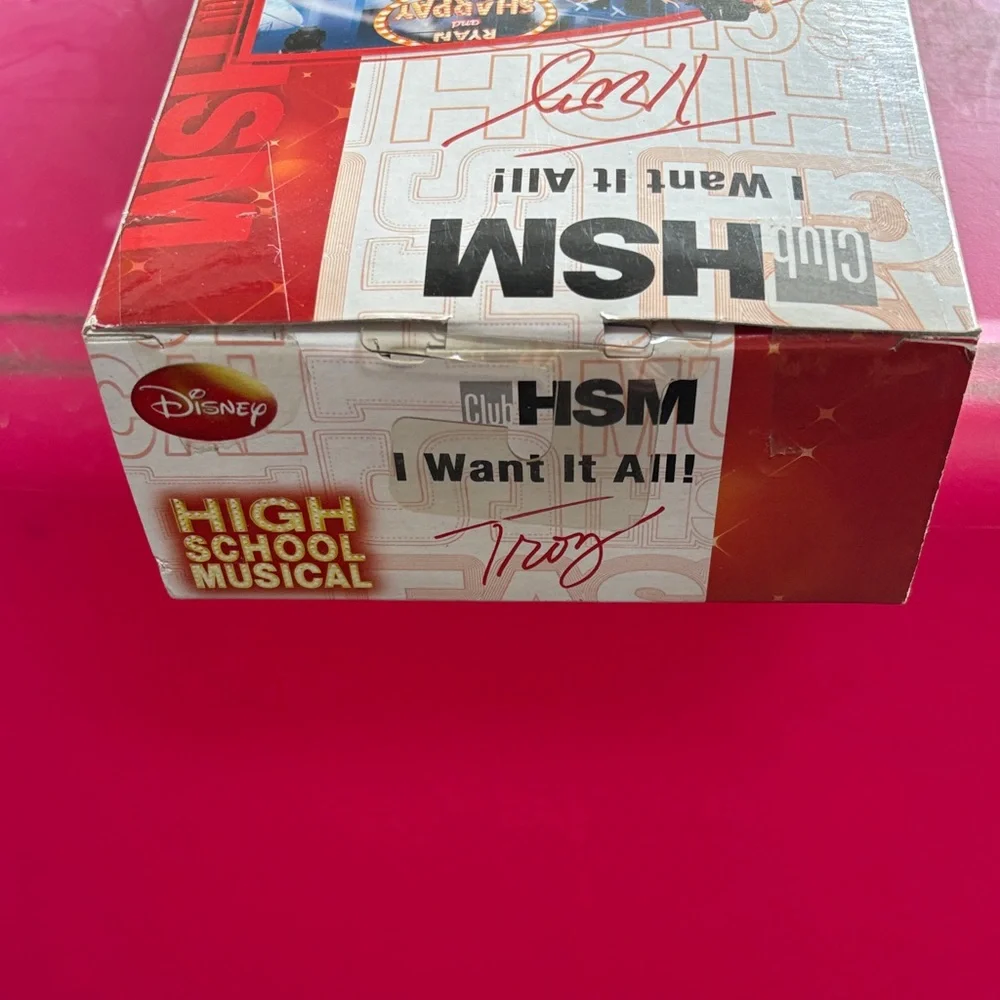 RYAN
and
SHARPAY
Troy
I Want It All!
Club HSM
HSM
DISNEY
Club HSM
I Want It All!
HIGH
SCHOOL
MUSICAL
Troy